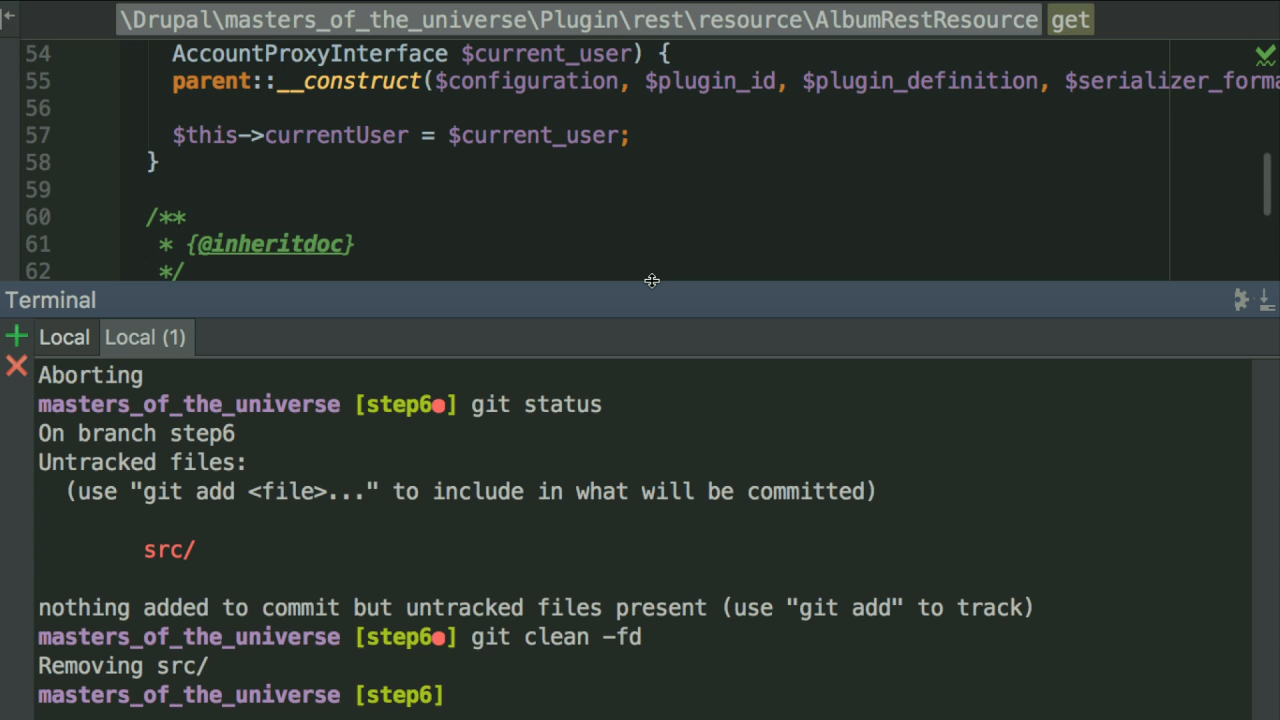 \Drupal\masters_of_the_universe\Plugin\rest\resource\AlbumRestResource get
54 AccountProxyInterface $current_user) {
55 parent::__construct($configuration, $plugin_id, $plugin_definition, $serializer_forma
56
57 $this->currentUser = $current_user;
58 }
59
60 /**
61 * {@inheritdoc}
62 */
Terminal
Local Local (1)
Aborting
masters_of_the_universe [step6●] git status
On branch step6
Untracked files:
(use "git add <file>..." to include in what will be committed)
src/
nothing added to commit but untracked files present (use "git add" to track)
masters_of_the_universe [step6●] git clean -fd
Removing src/
masters_of_the_universe [step6]